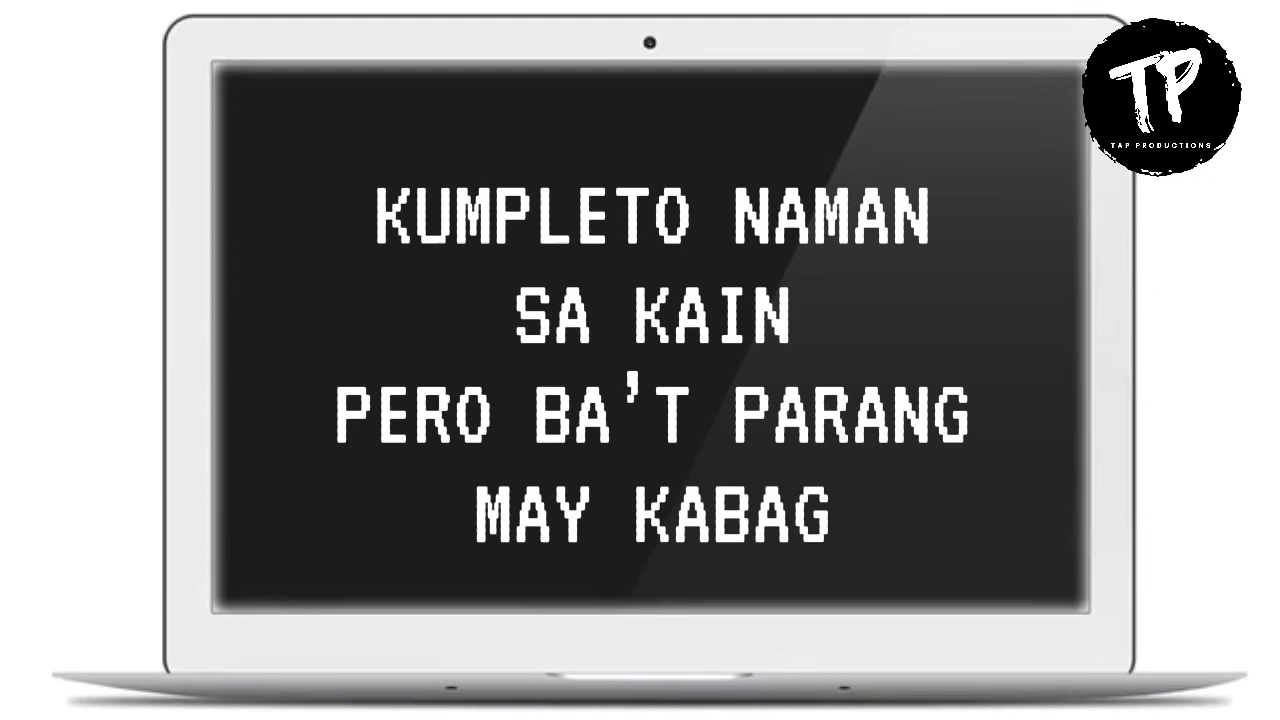 TP
TAP PRODUCTIONS
KUMPLETO NAMAN
SA KAIN
PERO BA'T PARANG
MAY KABAG